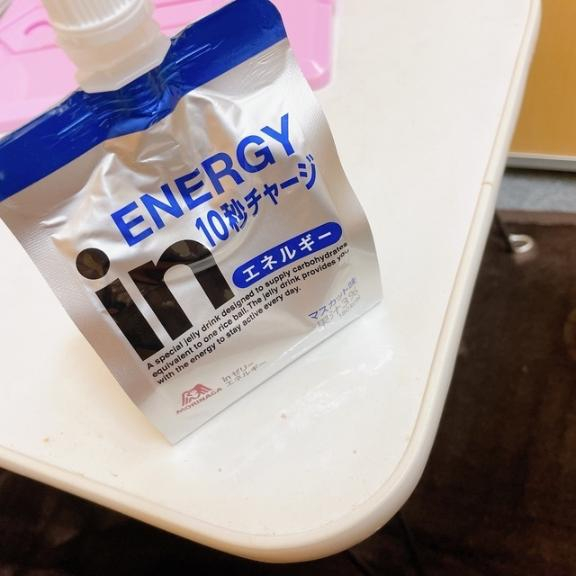 ENERGY
10秒チャージ
in
エネルギー
A special jelly drink designed to supply carbohydrates
equivalent to one rice ball. The jelly drink provides you
with the energy to stay active every day.
マスカット味
MORINAGA
inゼリー
エネルギー